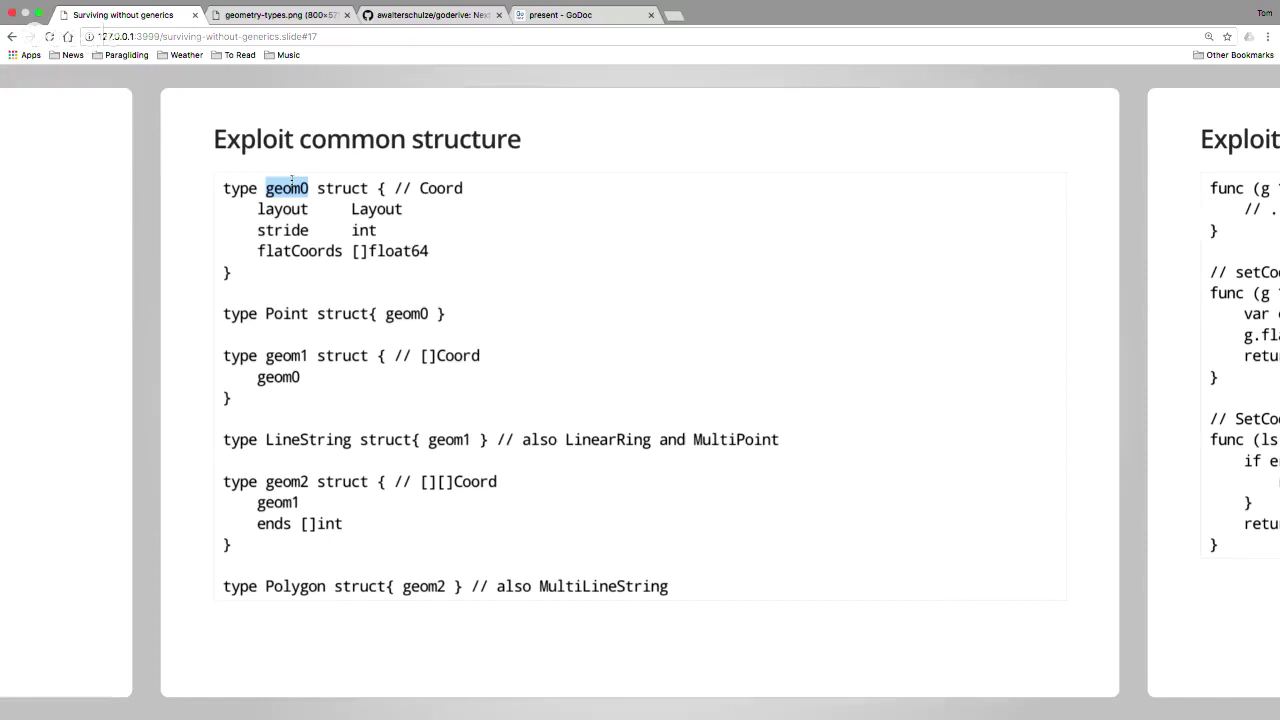 Surviving without generics
geometry-types.png (800×57
awalterschulze/goderive: Nex
present - GoDoc
Tom
127.0.0.1:3999/surviving-without-generics.slide#17
Apps
News
Paragliding
Weather
To Read
Music
Other Bookmarks
Exploit common structure
type geom0 struct { // Coord
layout Layout
stride int
flatCoords []float64
}
type Point struct{ geom0 }
type geom1 struct { // []Coord
geom0
}
type LineString struct{ geom1 } // also LinearRing and MultiPoint
type geom2 struct { // [][]Coord
geom1
ends []int
}
type Polygon struct{ geom2 } // also MultiLineString
Exploit
func (g
// .
}
// setCo
func (g
var
g.fl
retu
}
// SetCo
func (ls
if e
}
retu
}